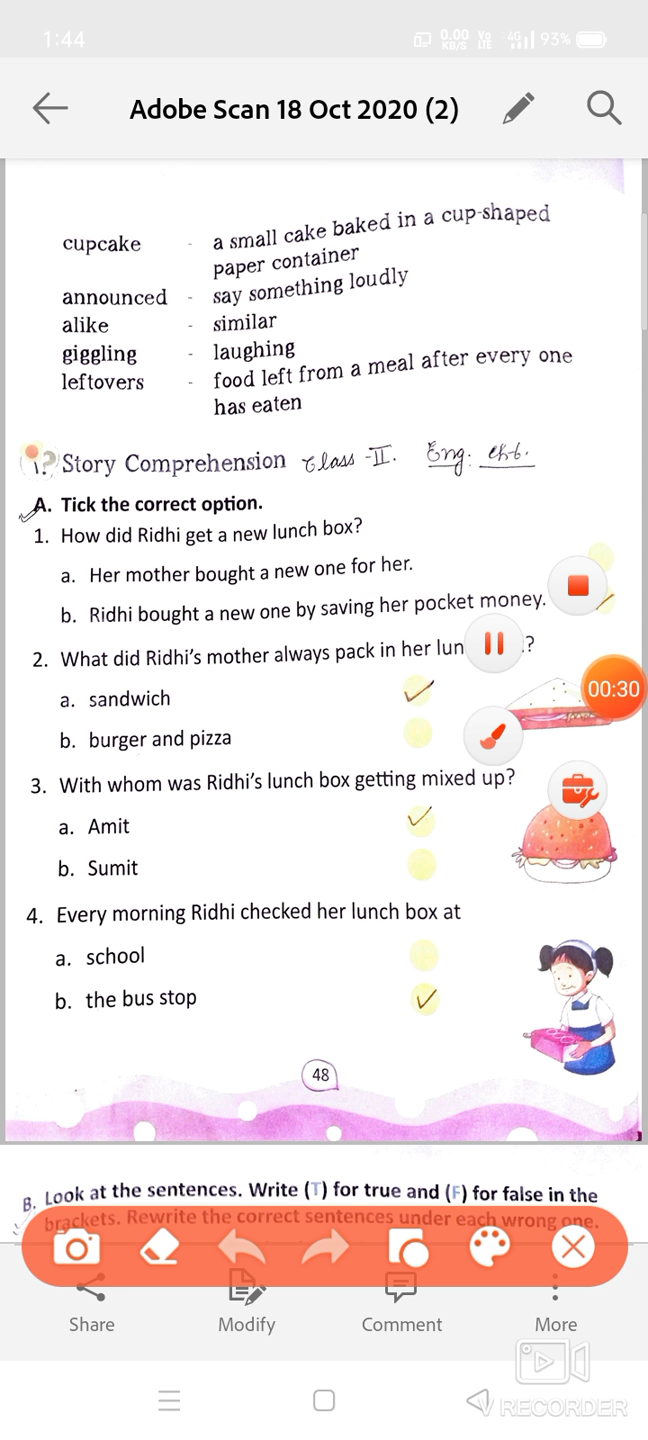 1:44
0.00 KB/S Vo LTE 4G 93%
Adobe Scan 18 Oct 2020 (2)
cupcake - a small cake baked in a cup-shaped
paper container
announced - say something loudly
alike - similar
giggling - laughing
leftovers - food left from a meal after every one
has eaten
? Story Comprehension Class -II. Eng: Ch-6.
A. Tick the correct option.
1. How did Ridhi get a new lunch box?
a. Her mother bought a new one for her.
b. Ridhi bought a new one by saving her pocket money.
2. What did Ridhi's mother always pack in her lun .?
00:30
a. sandwich
b. burger and pizza
3. With whom was Ridhi's lunch box getting mixed up?
a. Amit
b. Sumit
4. Every morning Ridhi checked her lunch box at
a. school
b. the bus stop
48
B. Look at the sentences. Write (T) for true and (F) for false in the
brackets. Rewrite the correct sentences under each wrong one.
Share Modify Comment More
RECORDER